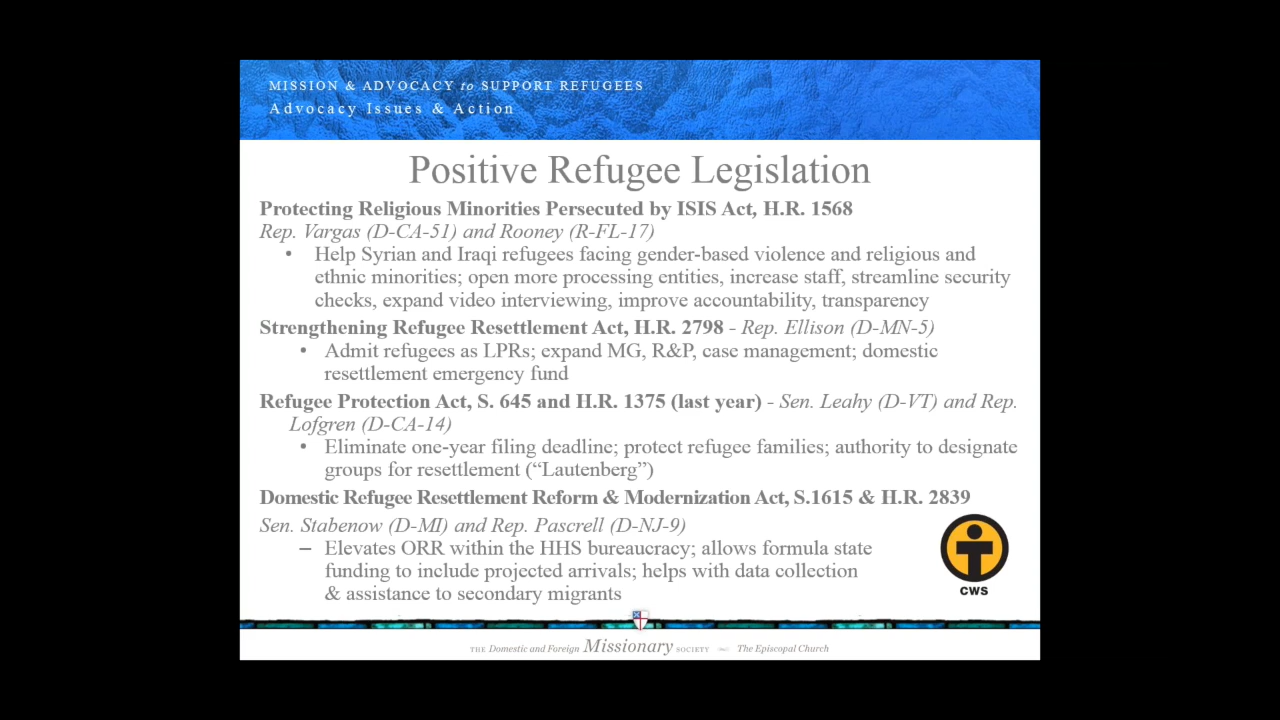 MISSION & ADVOCACY to SUPPORT REFUGEES
Advocacy Issues & Action
Positive Refugee Legislation
Protecting Religious Minorities Persecuted by ISIS Act, H.R. 1568
Rep. Vargas (D-CA-51) and Rooney (R-FL-17)
• Help Syrian and Iraqi refugees facing gender-based violence and religious and
ethnic minorities; open more processing entities, increase staff, streamline security
checks, expand video interviewing, improve accountability, transparency
Strengthening Refugee Resettlement Act, H.R. 2798 - Rep. Ellison (D-MN-5)
• Admit refugees as LPRs; expand MG, R&P, case management; domestic
resettlement emergency fund
Refugee Protection Act, S. 645 and H.R. 1375 (last year) - Sen. Leahy (D-VT) and Rep.
Lofgren (D-CA-14)
• Eliminate one-year filing deadline; protect refugee families; authority to designate
groups for resettlement (“Lautenberg”)
Domestic Refugee Resettlement Reform & Modernization Act, S.1615 & H.R. 2839
Sen. Stabenow (D-MI) and Rep. Pascrell (D-NJ-9)
– Elevates ORR within the HHS bureaucracy; allows formula state
funding to include projected arrivals; helps with data collection
& assistance to secondary migrants
CWS
THE Domestic and Foreign Missionary SOCIETY The Episcopal Church